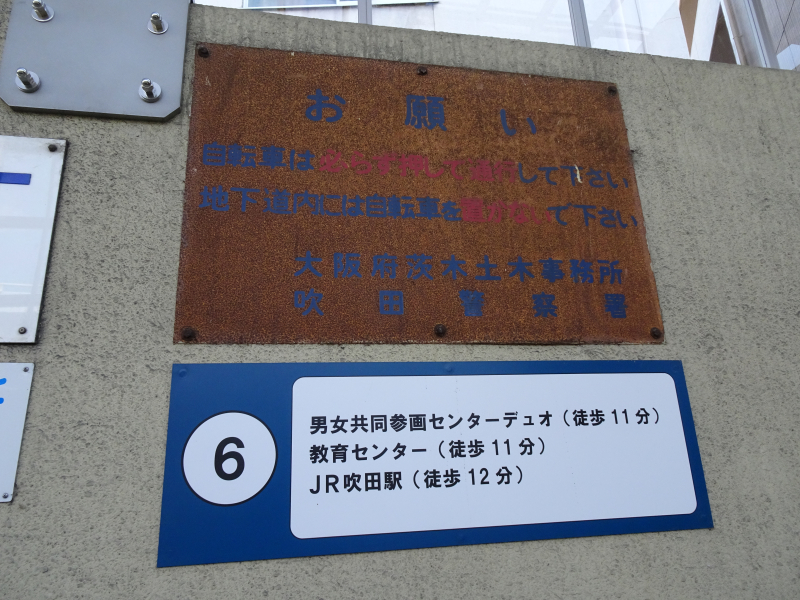 お願い
自転車は必らず押して通行して下さい
地下道内には自転車を置かないで下さい
大阪府茨木土木事務所
吹田警察署
6
男女共同参画センターデュオ（徒歩11分）
教育センター（徒歩11分）
JR吹田駅（徒歩12分）